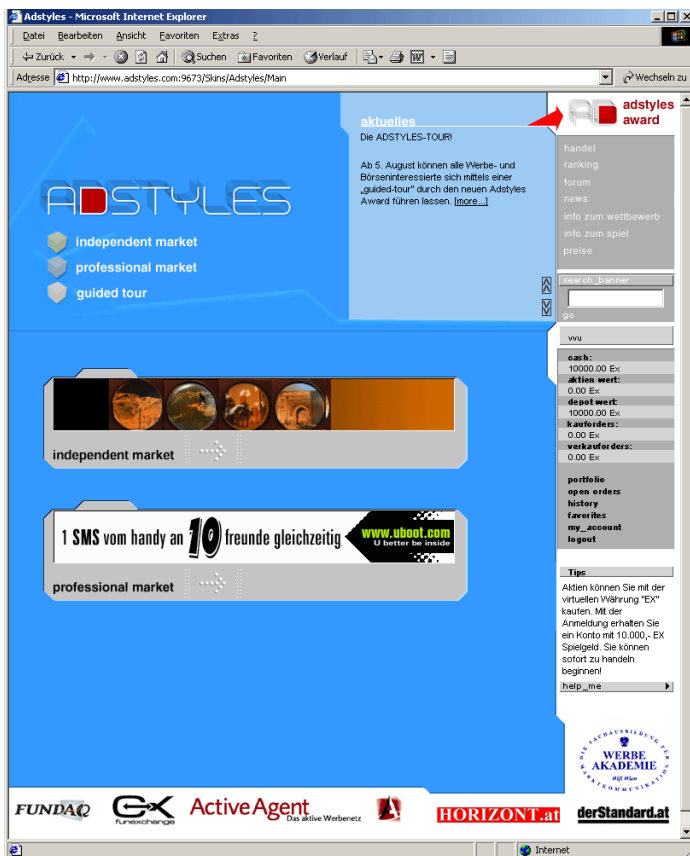 Adstyles - Microsoft Internet Explorer
Datei Bearbeiten Ansicht Favoriten Extras ?
Zurück Suchen Favoriten Verlauf
Adresse http://www.adstyles.com:9673/Skins/Adstyles/Main Wechseln zu
ADSTYLES
independent market
professional market
guided tour
aktuelles
Die ADSTYLES-TOUR!
Ab 5. August können alle Werbe- und
Börseninteressierte sich mittels einer
„guided-tour" durch den neuen Adstyles
Award führen lassen. [more...]
AD
adstyles
award
handel
ranking
forum
news
info zum wettbewerb
info zum spiel
preise
search_banner
go
vvu
cash:
10000.00 Ex
aktien wert:
0.00 Ex
depot wert:
10000.00 Ex
kauforders:
0.00 Ex
verkauforders:
0.00 Ex
portfolio
open orders
history
favorites
my_account
logout
Tips
Aktien können Sie mit der
virtuellen Währung "EX"
kaufen. Mit der
Anmeldung erhalten Sie
ein Konto mit 10.000,- EX
Spielgeld. Sie können
sofort zu handeln
beginnen!
help_me
independent market
1 SMS vom handy an 10 freunde gleichzeitig
www.uboot.com
U better be inside
professional market
DIE FACHAUSBILDUNG FÜR MARKTKOMMUNIKATION
WERBE
AKADEMIE
Wifi Wien
FUNDAQ
funexchange
ActiveAgent
Das aktive Werbenetz
HORIZONT.at
derStandard.at
Internet